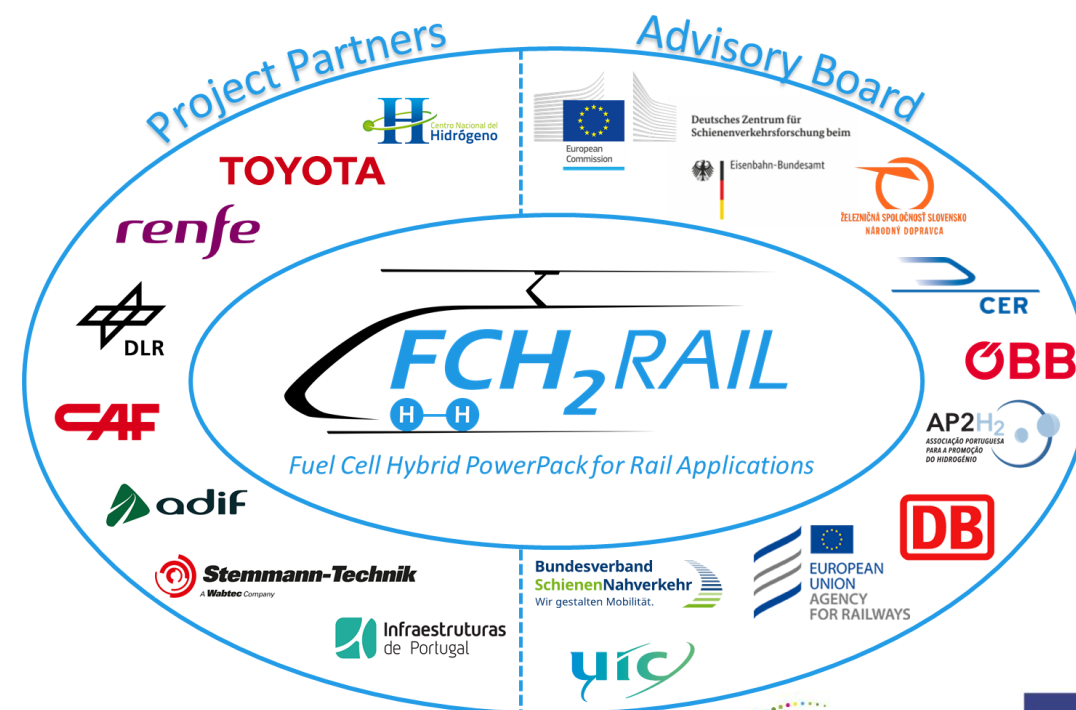 Project Partners
Advisory Board
Centro Nacional del
Hidrógeno
TOYOTA
renfe
DLR
CAF
adif
Stemmann-Technik
A Wabtec Company
Infraestruturas
de Portugal
European
Commission
Deutsches Zentrum für
Schienenverkehrsforschung beim
Eisenbahn-Bundesamt
ŽELEZNIČNÁ SPOLOČNOSŤ SLOVENSKO
NÁRODNÝ DOPRAVCA
CER
ÖBB
AP2H2
ASSOCIAÇÃO PORTUGUESA
PARA A PROMOÇÃO
DO HIDROGÉNIO
DB
EUROPEAN
UNION
AGENCY
FOR RAILWAYS
Bundesverband
SchienenNahverkehr
Wir gestalten Mobilität.
uic
FCH2RAIL
H H
Fuel Cell Hybrid PowerPack for Rail Applications